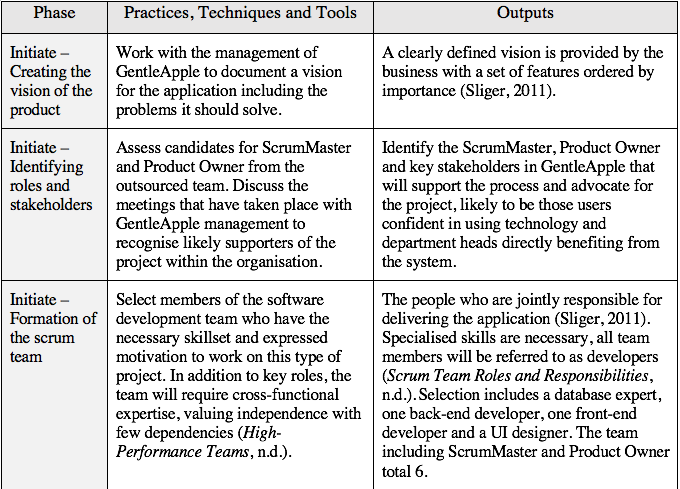 Phase
Practices, Techniques and Tools
Outputs
Initiate –
Creating the
vision of the
product
Work with the management of
GentleApple to document a vision
for the application including the
problems it should solve.
A clearly defined vision is provided by the
business with a set of features ordered by
importance (Sliger, 2011).
Initiate –
Identifying
roles and
stakeholders
Assess candidates for ScrumMaster
and Product Owner from the
outsourced team. Discuss the
meetings that have taken place with
GentleApple management to
recognise likely supporters of the
project within the organisation.
Identify the ScrumMaster, Product Owner
and key stakeholders in GentleApple that
will support the process and advocate for
the project, likely to be those users
confident in using technology and
department heads directly benefiting from
the system.
Initiate –
Formation of
the scrum
team
Select members of the software
development team who have the
necessary skillset and expressed
motivation to work on this type of
project. In addition to key roles, the
team will require cross-functional
expertise, valuing independence with
few dependencies (High-
Performance Teams, n.d.).
The people who are jointly responsible for
delivering the application (Sliger, 2011).
Specialised skills are necessary, all team
members will be referred to as developers
(Scrum Team Roles and Responsibilities,
n.d.). Selection includes a database expert,
one back-end developer, one front-end
developer and a UI designer. The team
including ScrumMaster and Product Owner
total 6.